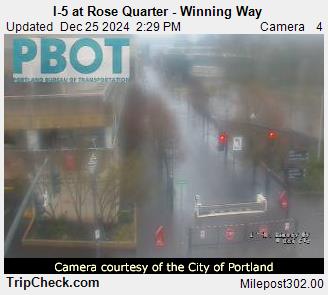 I-5 at Rose Quarter - Winning Way
Updated  Dec 25 2024  2:29 PM          Camera    4
PBOT
PORTLAND BUREAU OF TRANSPORTATION
Camera courtesy of the City of Portland
TripCheck.com                    Milepost302.00